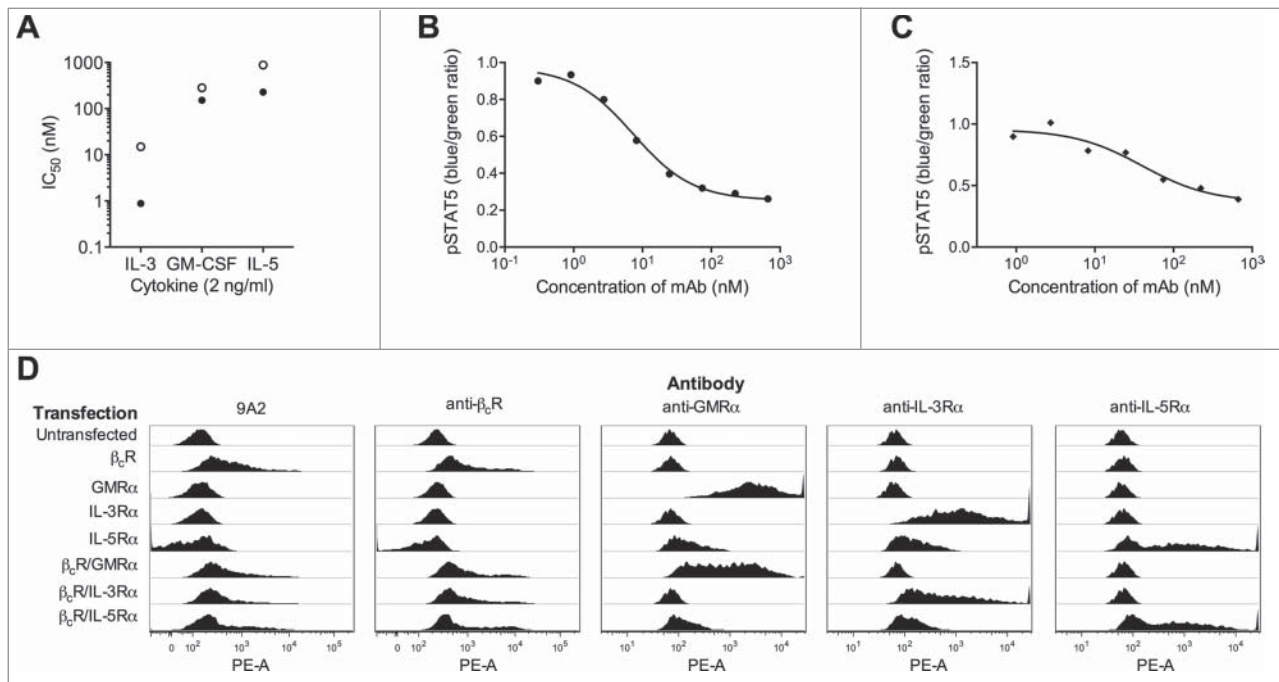 A
IC50 (nM)
1000
100
10
1
0.1
IL-3 GM-CSF IL-5
Cytokine (2 ng/ml)
B
pSTAT5 (blue/green ratio)
1.0
0.8
0.6
0.4
0.2
0.0
10-1 100 101 102 103
Concentration of mAb (nM)
C
pSTAT5 (blue/green ratio)
1.5
1.0
0.5
0.0
100 101 102 103
Concentration of mAb (nM)
D
Antibody
Transfection
9A2
anti-βcR
anti-GMRα
anti-IL-3Rα
anti-IL-5Rα
Untransfected
βcR
GMRα
IL-3Rα
IL-5Rα
βcR/GMRα
βcR/IL-3Rα
βcR/IL-5Rα
0 102 103 104 105
PE-A
0 102 103 104 105
PE-A
101 102 103 104
PE-A
101 102 103 104
PE-A
101 102 103 104
PE-A